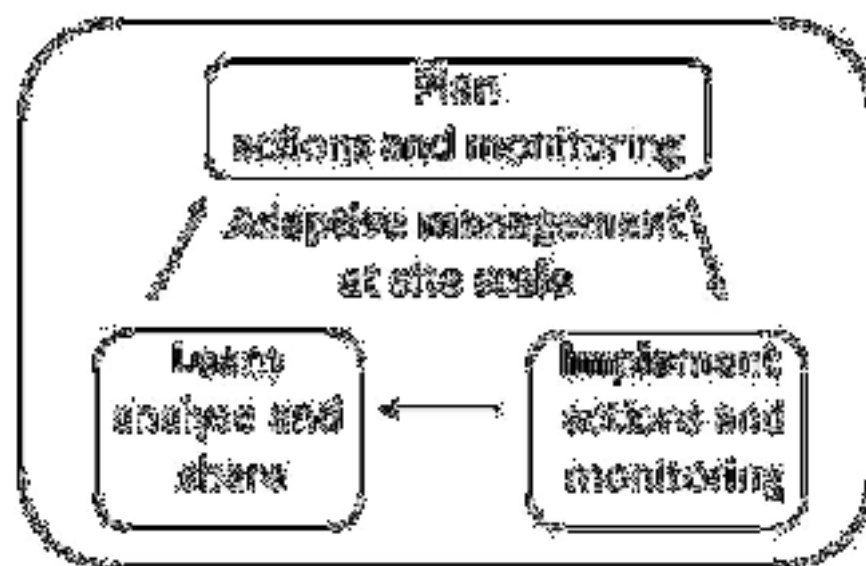 Plan
actions and monitoring
Adaptive management
at site scale
Learn
analyse and
share
Implement
actions and
monitoring